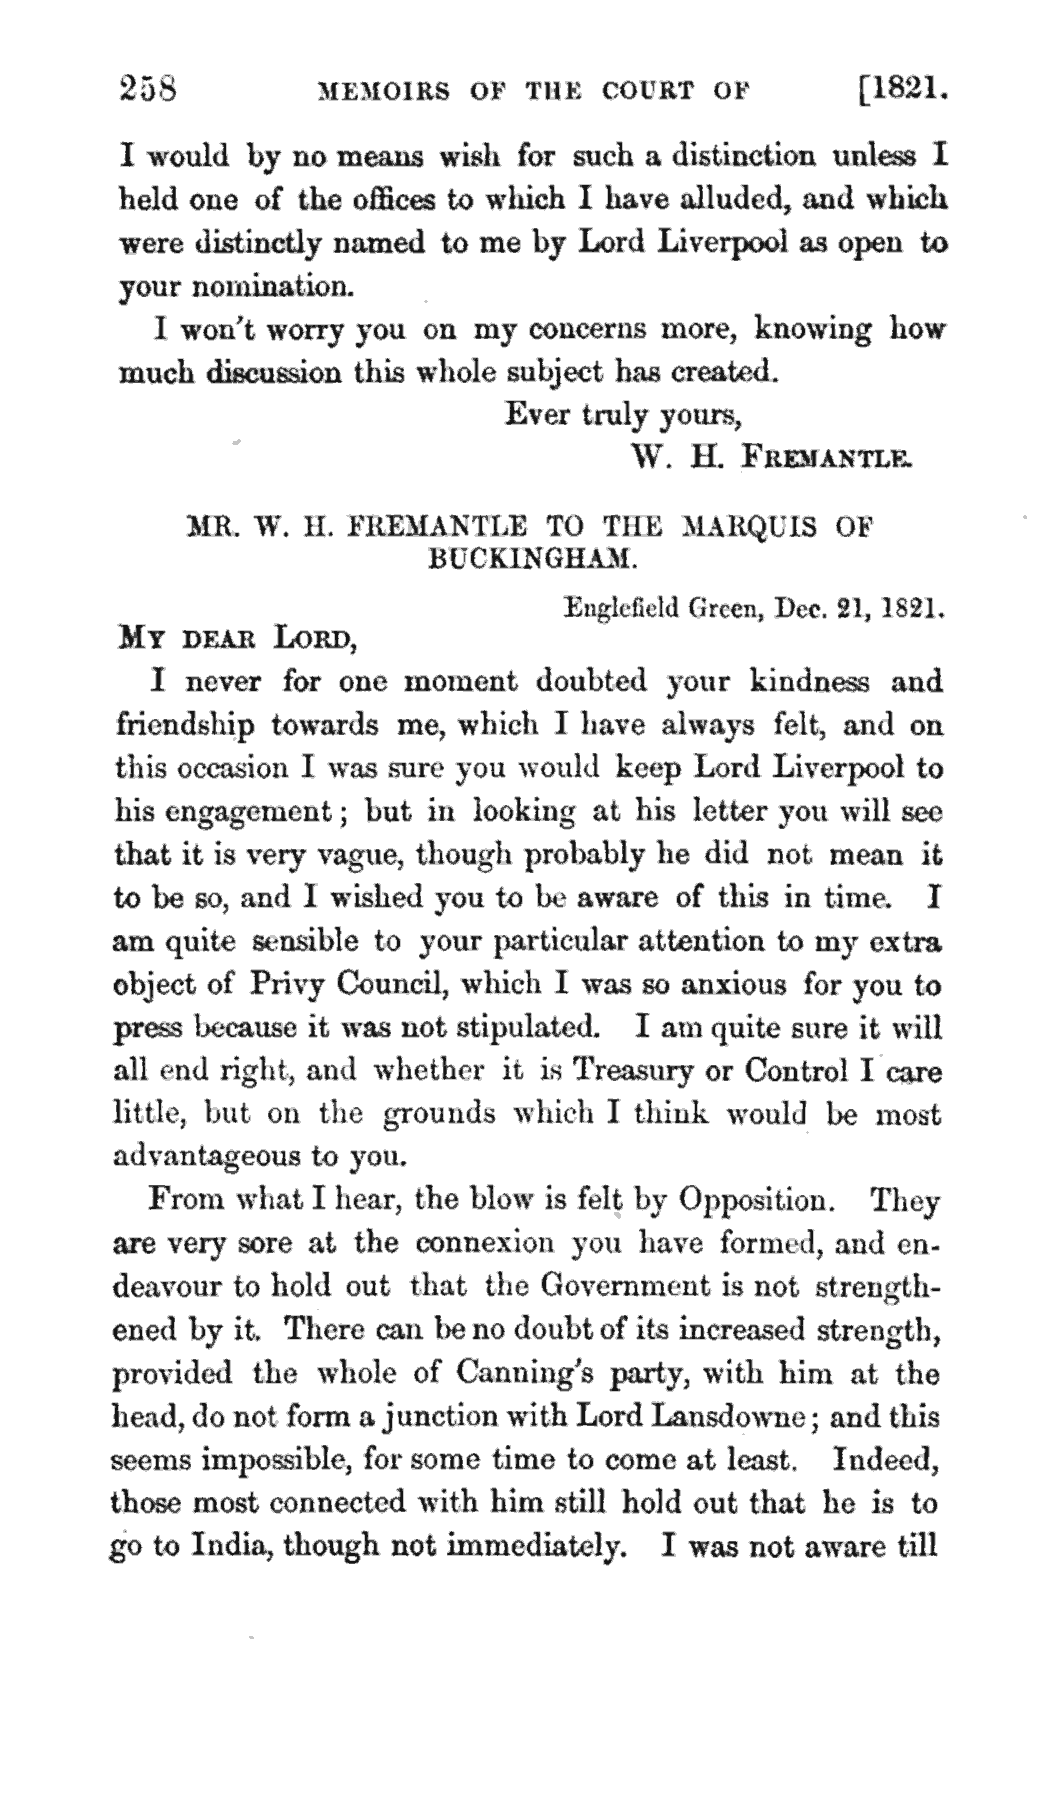 258 MEMOIRS OF THE COURT OF [1821.
I would by no means wish for such a distinction unless I
held one of the offices to which I have alluded, and which
were distinctly named to me by Lord Liverpool as open to
your nomination.
I won't worry you on my concerns more, knowing how
much discussion this whole subject has created.
Ever truly yours,
W. H. FREMANTLE.
MR. W. H. FREMANTLE TO THE MARQUIS OF
BUCKINGHAM.
Englefield Green, Dec. 21, 1821.
MY DEAR LORD,
I never for one moment doubted your kindness and
friendship towards me, which I have always felt, and on
this occasion I was sure you would keep Lord Liverpool to
his engagement; but in looking at his letter you will see
that it is very vague, though probably he did not mean it
to be so, and I wished you to be aware of this in time. I
am quite sensible to your particular attention to my extra
object of Privy Council, which I was so anxious for you to
press because it was not stipulated. I am quite sure it will
all end right, and whether it is Treasury or Control I care
little, but on the grounds which I think would be most
advantageous to you.
From what I hear, the blow is felt by Opposition. They
are very sore at the connexion you have formed, and en-
deavour to hold out that the Government is not strength-
ened by it. There can be no doubt of its increased strength,
provided the whole of Canning's party, with him at the
head, do not form a junction with Lord Lansdowne; and this
seems impossible, for some time to come at least. Indeed,
those most connected with him still hold out that he is to
go to India, though not immediately. I was not aware till